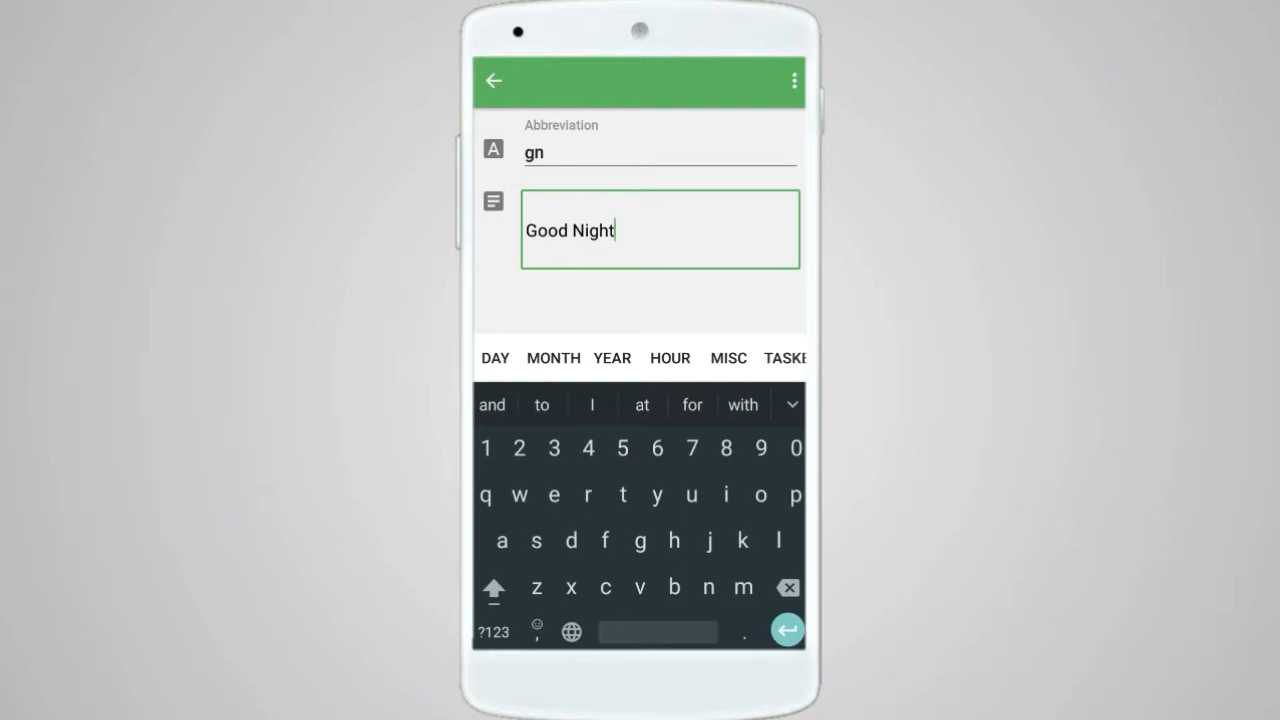 Abbreviation
A
gn
Good Night
DAY MONTH YEAR HOUR MISC TASKE
and to I at for with
1 2 3 4 5 6 7 8 9 0
q w e r t y u i o p
a s d f g h j k l
z x c v b n m
?123 , .